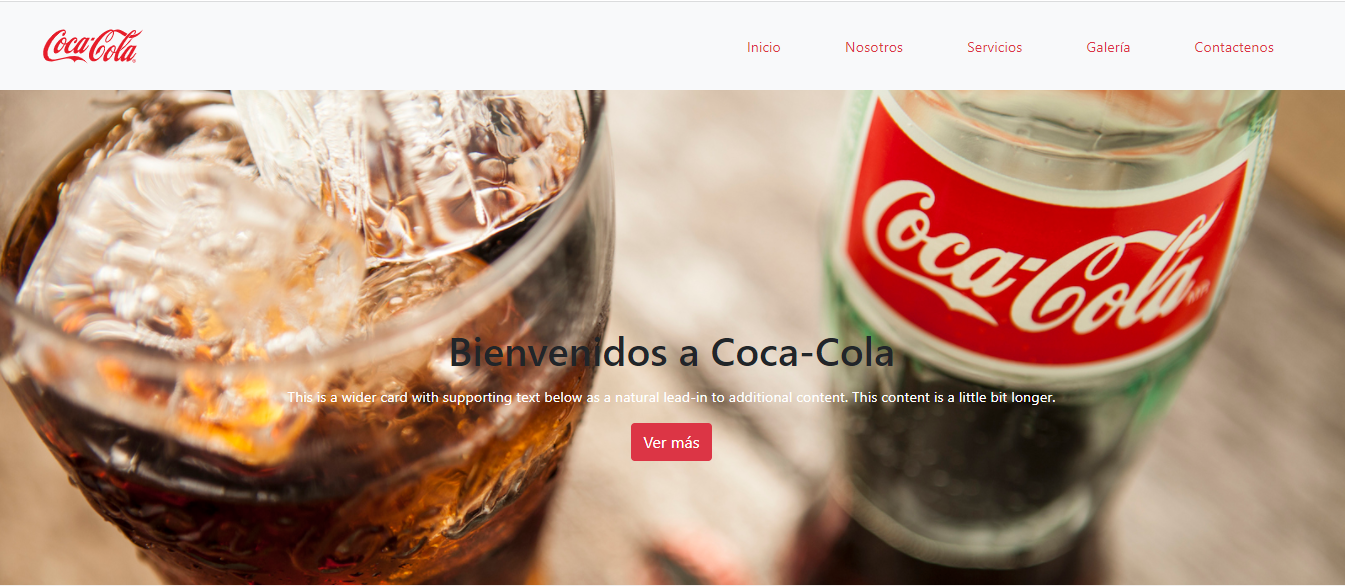 Coca-Cola
Inicio Nosotros Servicios Galería Contactenos
Coca-Cola
Bienvenidos a Coca-Cola
This is a wider card with supporting text below as a natural lead-in to additional content. This content is a little bit longer.
Ver más